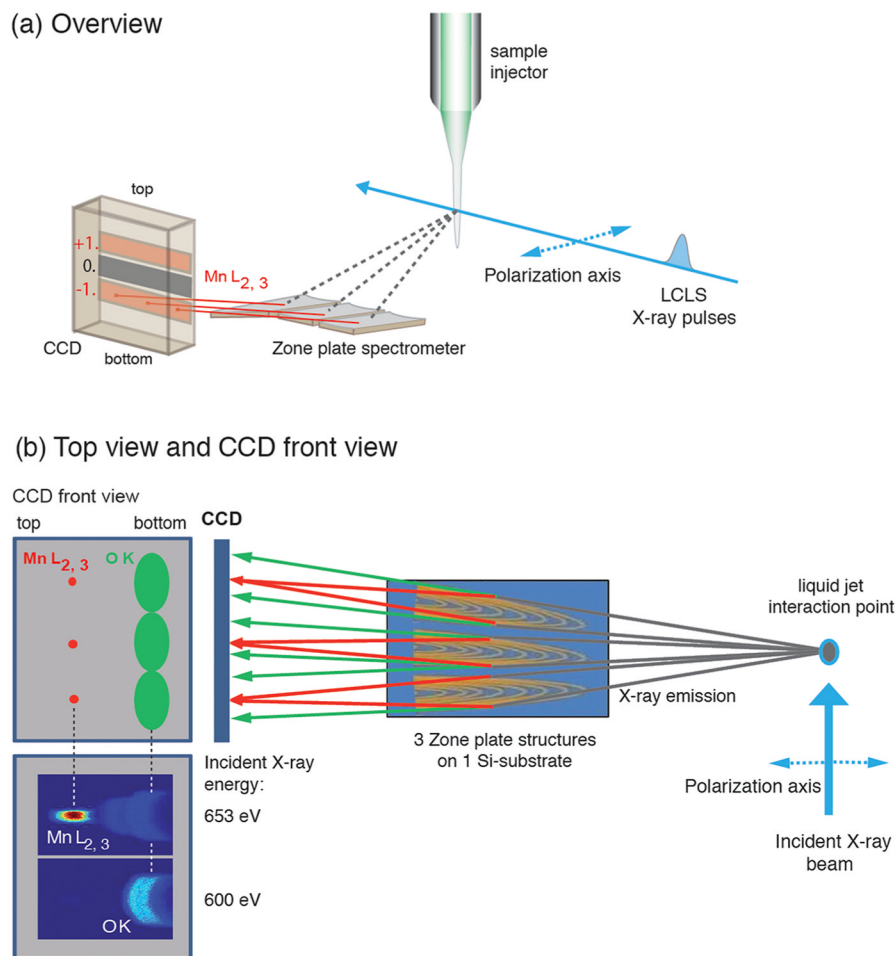 (a) Overview
sample
injector
top
+1.
0.
-1.
Mn L2, 3
Polarization axis
LCLS
X-ray pulses
CCD
bottom
Zone plate spectrometer
(b) Top view and CCD front view
CCD front view
top
bottom
CCD
Mn L2, 3
O K
liquid jet
interaction point
X-ray emission
3 Zone plate structures
on 1 Si-substrate
Incident X-ray
energy:
Polarization axis
653 eV
Mn L2, 3
Incident X-ray
beam
600 eV
O K